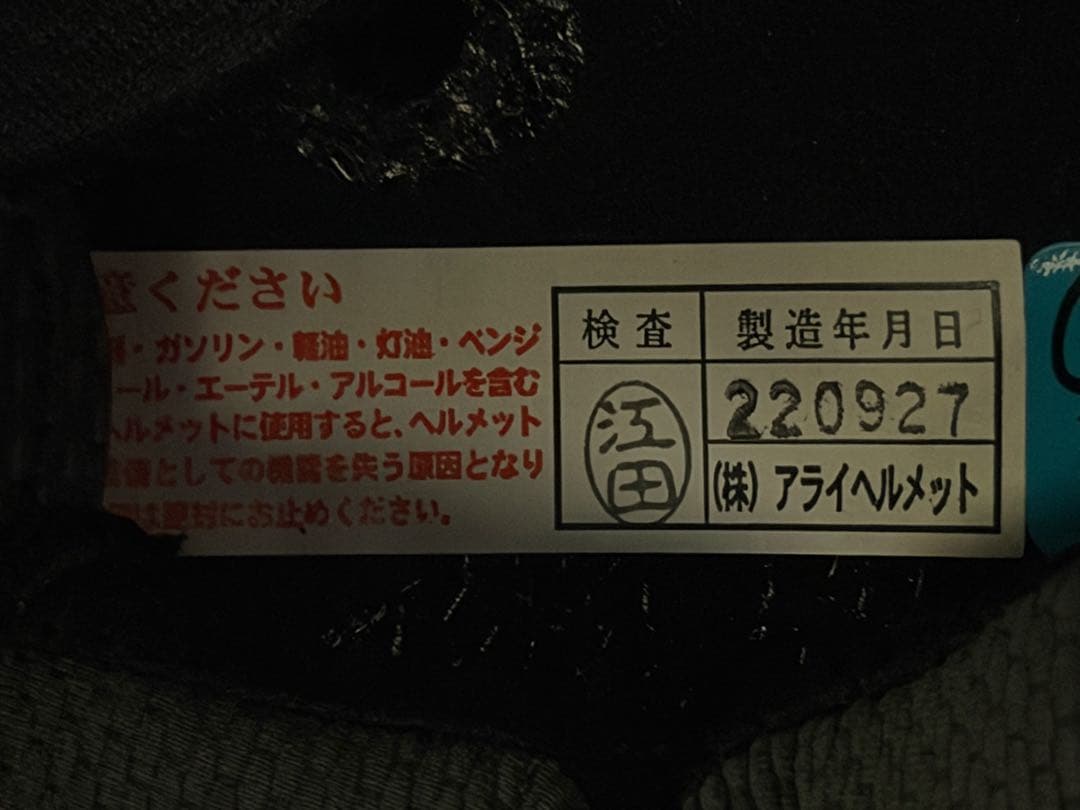 意ください
・ガソリン・軽油・灯油・ベンジ
ール・エーテル・アルコールを含む
ヘルメットに使用すると、ヘルメット
としての機能を失う原因となり
は絶対にお止めください。
検査 製造年月日
江田 220927
(株) アライヘルメット